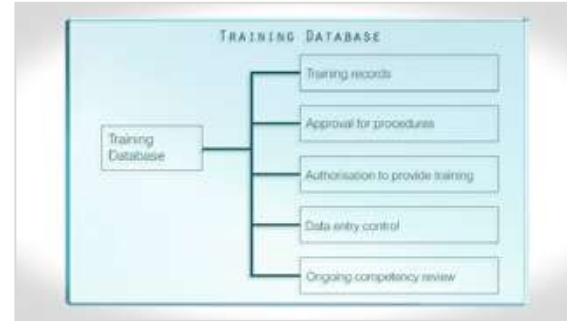 TRAINING DATABASE
Training records
Approval for procedures
Training
Database
Authorisation to provide training
Data entry control
Ongoing competency review